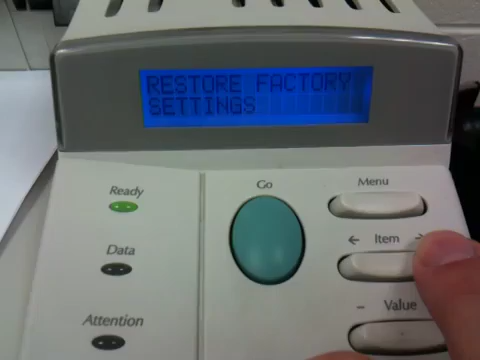 RESTORE FACTORY
SETTINGS
Ready
Go
Menu
← Item →
Data
- Value
Attention